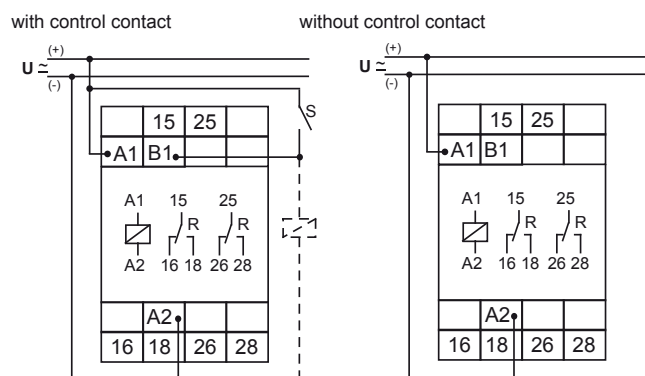 with control contact
(+)
U ≂
(-)
S
15 25
A1 B1
A1 15 25
R R
A2 16 18 26 28
A2
16 18 26 28
without control contact
(+)
U ≂
(-)
15 25
A1 B1
A1 15 25
R R
A2 16 18 26 28
A2
16 18 26 28